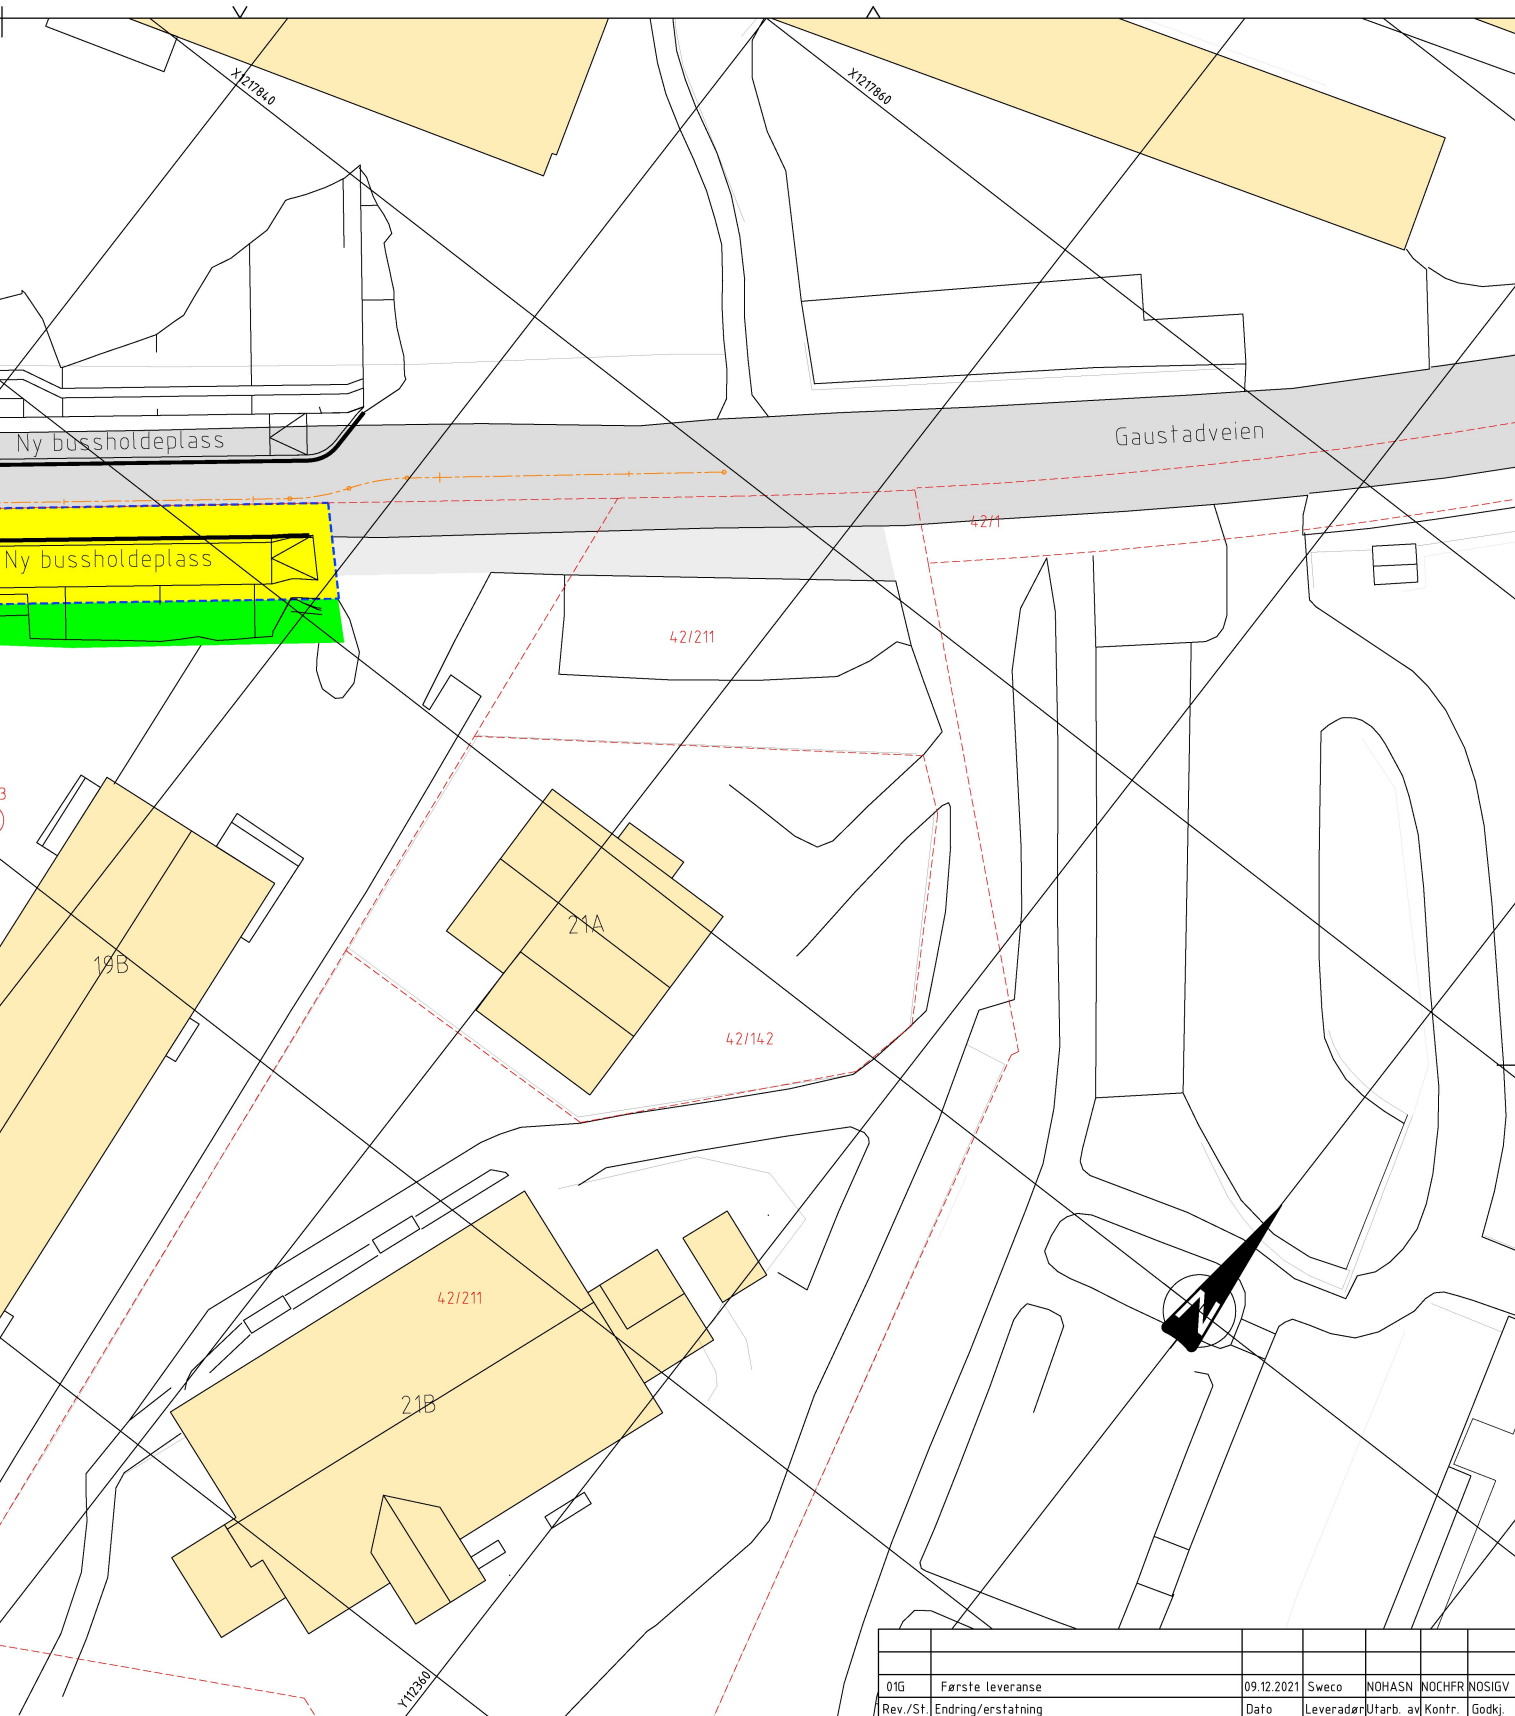 X1217840
X1217860
Ny bussholdeplass
Gaustadveien
42/1
Ny bussholdeplass
42/211
3
21A
19B
42/142
42/211
21B
N
Y112360
01G Første leveranse 09.12.2021 Sweco NOHASN NOCHFR NOSIGV
Rev./St. Endring/erstatning Dato Leverandør Utarb. av Kontr. Godkj.